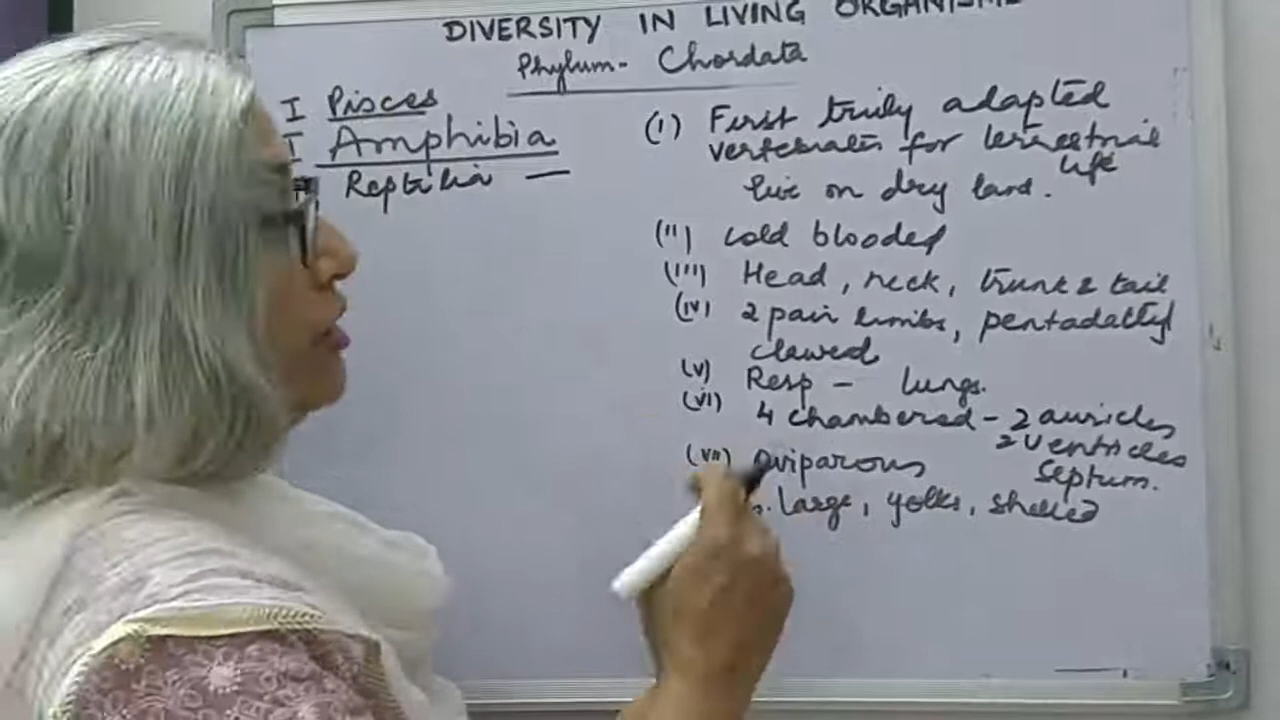 DIVERSITY IN LIVING ORGANISMS
Phylum- Chordata
I Pisces
I Amphibia
Reptilia —
(i) First truly adapted
vertebrates for terrestrial
life
live on dry land.
(ii) cold blooded
(iii) Head, neck, trunk & tail
(iv) 2 pair limbs, pentadactyl
clawed
(v) Resp - lungs.
(vi) 4 chambered - 2 auricles
2 ventricles
septum.
(vii) Oviparous
large, yolks, shelled